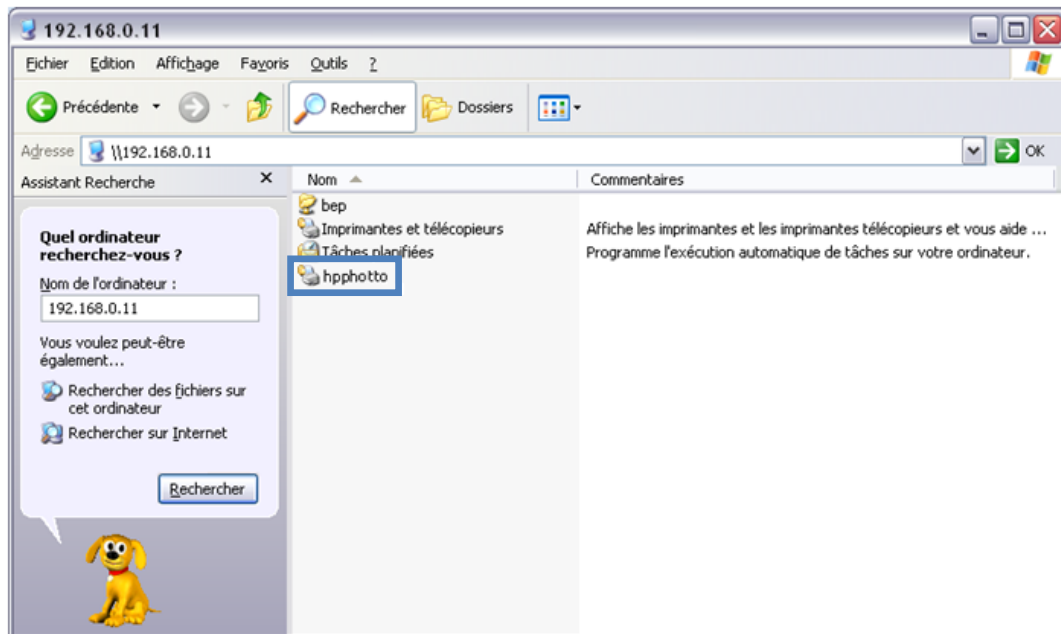 192.168.0.11
Fichier Edition Affichage Favoris Outils ?
Précédente Rechercher Dossiers
Adresse \\192.168.0.11 OK
Assistant Recherche
Quel ordinateur
recherchez-vous ?
Nom de l'ordinateur :
192.168.0.11
Vous voulez peut-être
également...
Rechercher des fichiers sur
cet ordinateur
Rechercher sur Internet
Rechercher
Nom Commentaires
bep
Imprimantes et télécopieurs Affiche les imprimantes et les imprimantes télécopieurs et vous aide ...
Tâches planifiées Programme l'exécution automatique de tâches sur votre ordinateur.
hpphotto